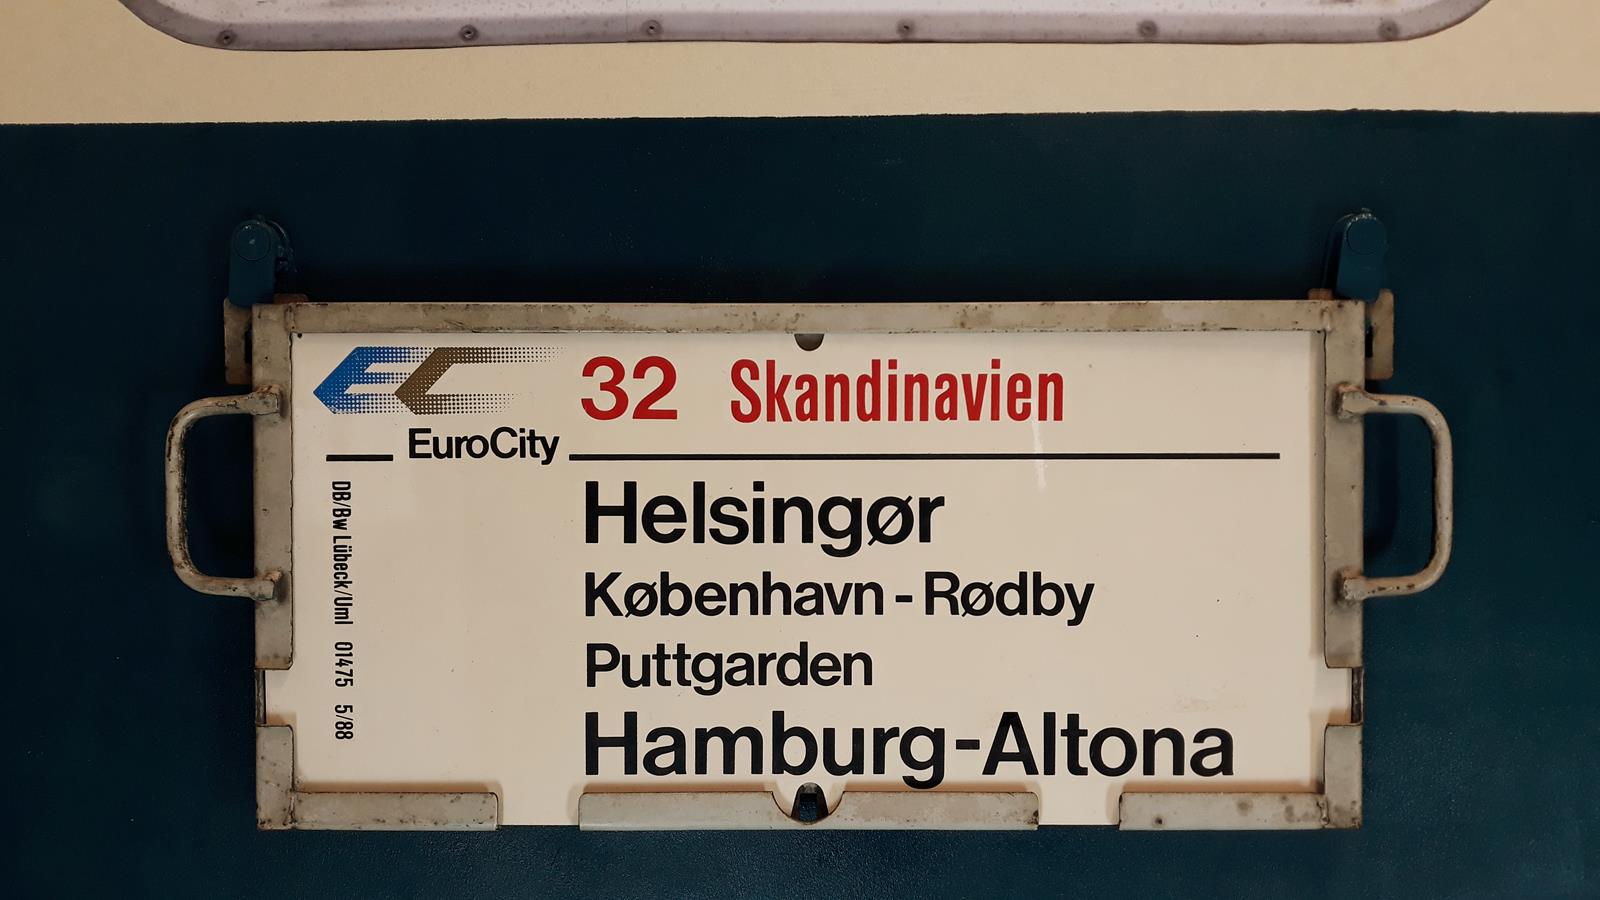 EC 32 Skandinavien
EuroCity
Helsingør
København - Rødby
Puttgarden
Hamburg-Altona
DB/Bw Lübeck/Uml 01475 5/88